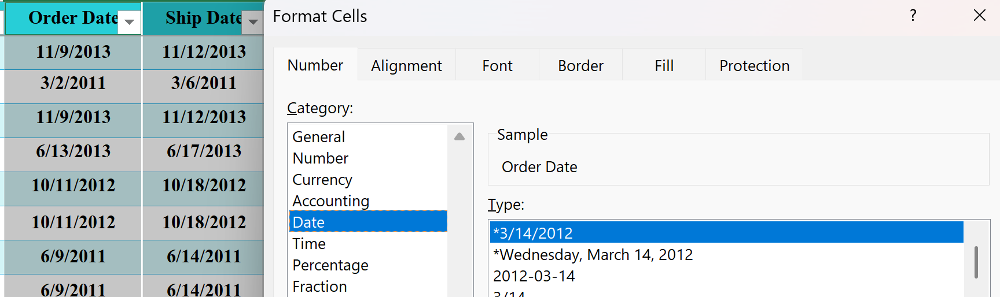 Order Date Ship Date
11/9/2013 11/12/2013
3/2/2011 3/6/2011
11/9/2013 11/12/2013
6/13/2013 6/17/2013
10/11/2012 10/18/2012
10/11/2012 10/18/2012
6/9/2011 6/14/2011
6/9/2011 6/14/2011
Format Cells ?
Number Alignment Font Border Fill Protection
Category:
General
Number
Currency
Accounting
Date
Time
Percentage
Fraction
Sample
Order Date
Type:
*3/14/2012
*Wednesday, March 14, 2012
2012-03-14
3/14